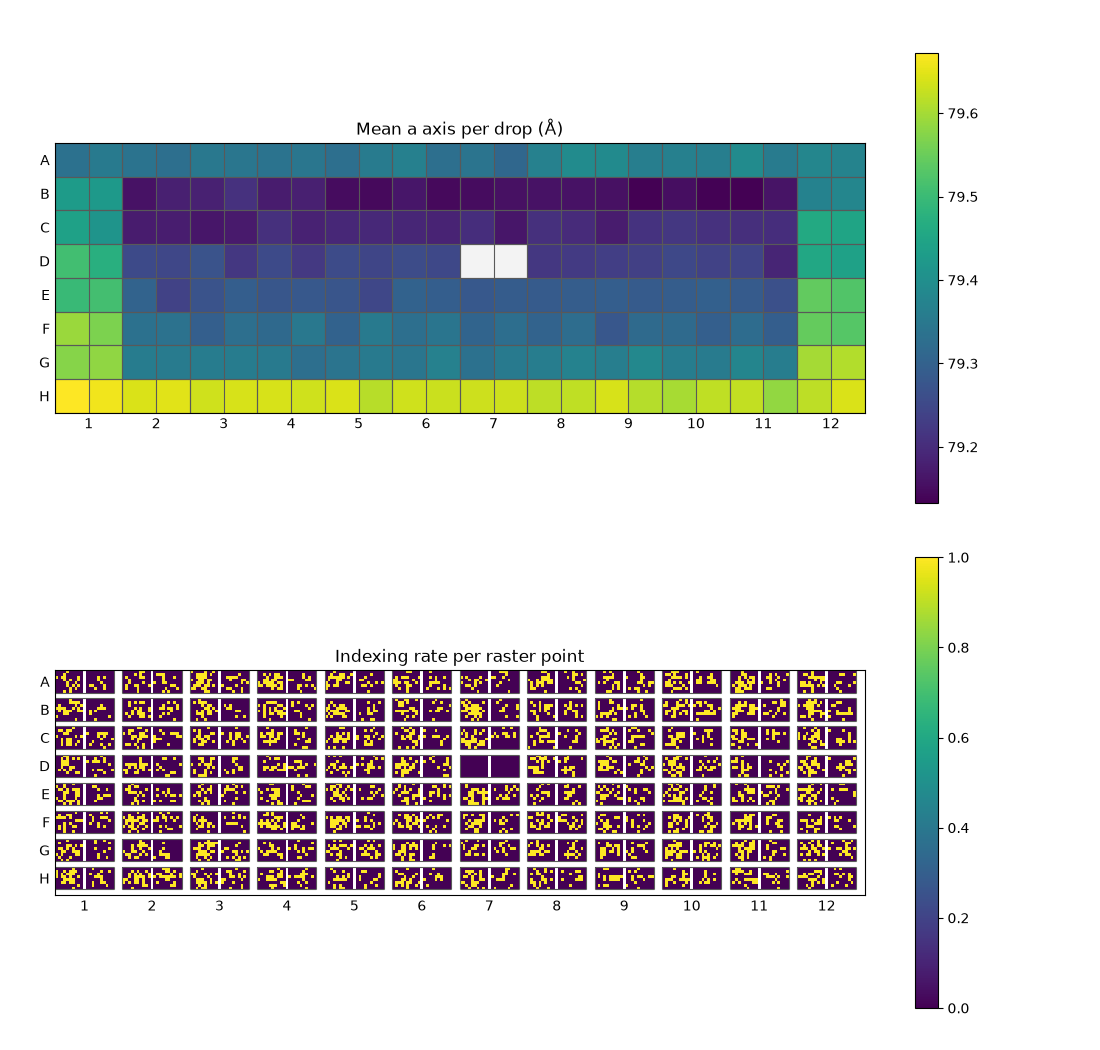 Mean a axis per drop (Å)
A
B
C
D
E
F
G
H
1 2 3 4 5 6 7 8 9 10 11 12
79.6
79.5
79.4
79.3
79.2
Indexing rate per raster point
A
B
C
D
E
F
G
H
1 2 3 4 5 6 7 8 9 10 11 12
1.0
0.8
0.6
0.4
0.2
0.0